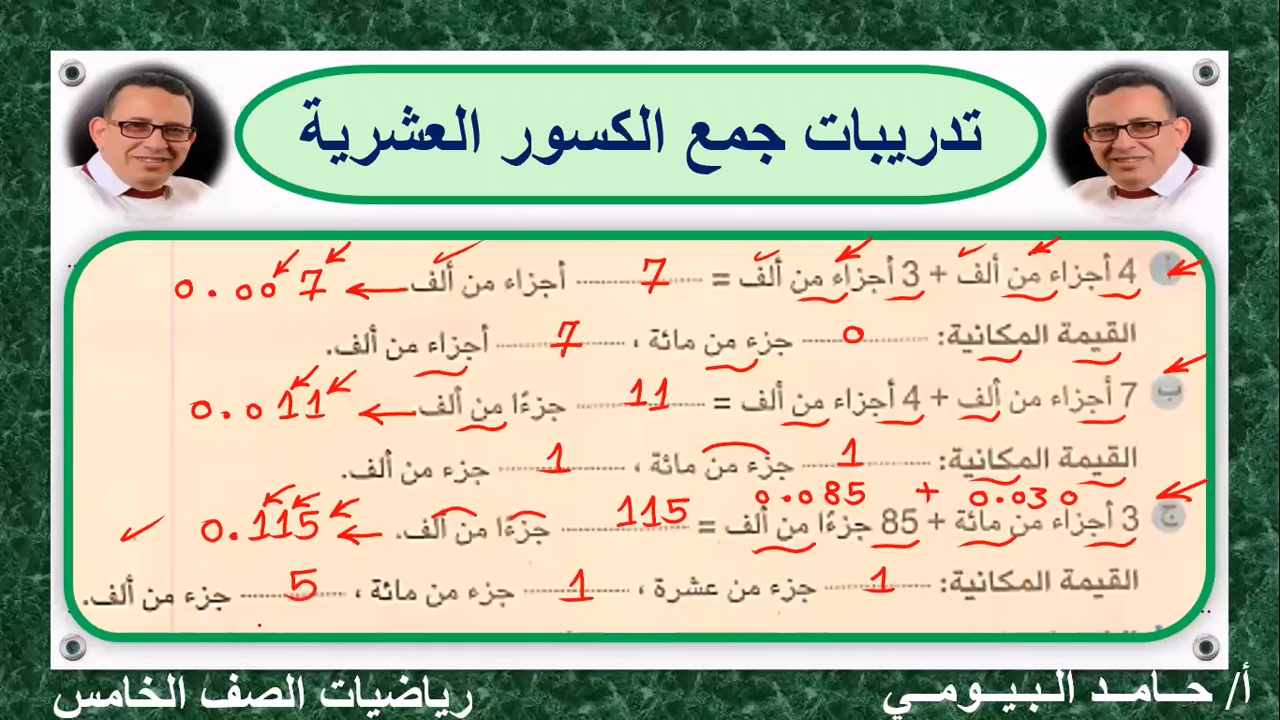 تدريبات جمع الكسور العشرية
أ 4 أجزاء من ألف + 3 أجزاء من ألف = 7 أجزاء من ألف ← 0.007
القيمة المكانية: 0 جزء من مائة ، 7 أجزاء من ألف.
ب 7 أجزاء من ألف + 4 أجزاء من ألف = 11 جزءًا من ألف ← 0.011
القيمة المكانية: 1 جزء من مائة ، 1 جزء من ألف.
0.030 + 0.085
ج 3 أجزاء من مائة + 85 جزءًا من ألف = 115 جزءًا من ألف. ← 0.115
القيمة المكانية: 1 جزء من عشرة ، 1 جزء من مائة ، 5 جزء من ألف.
أ/ حـامـد الـبـيـومـي
رياضيات الصف الخامس